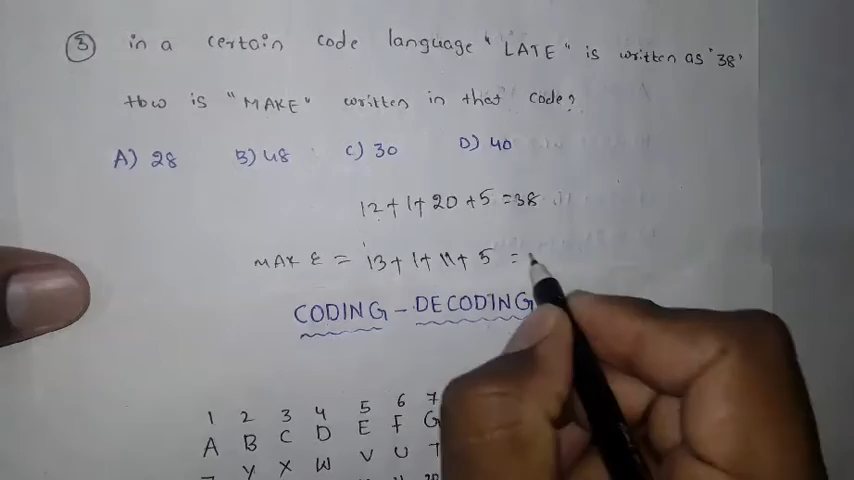 3 in a certain code language "LATE" is written as '38'
How is "MAKE" written in that code?
A) 28 B) 48 C) 30 D) 40
12+1+20+5=38
MAKE = 13+1+11+5 =
CODING-DECODING
1 2 3 4 5 6 7
A B C D E F G
Y X W V U T